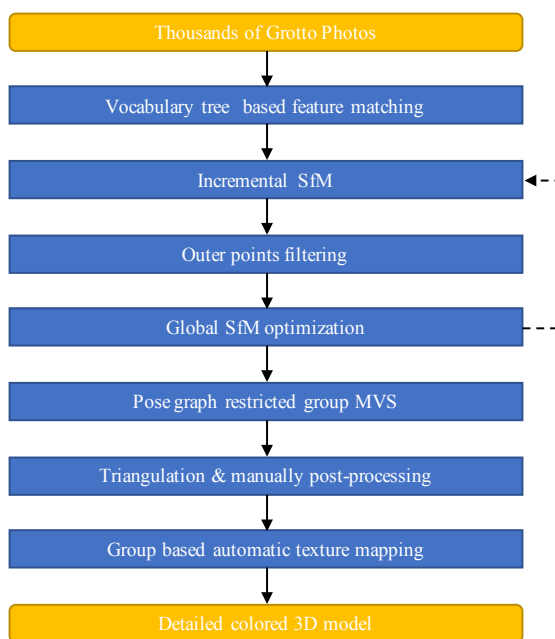 Thousands of Grotto Photos
Vocabulary tree based feature matching
Incremental SfM
Outer points filtering
Global SfM optimization
Pose graph restricted group MVS
Triangulation & manually post-processing
Group based automatic texture mapping
Detailed colored 3D model